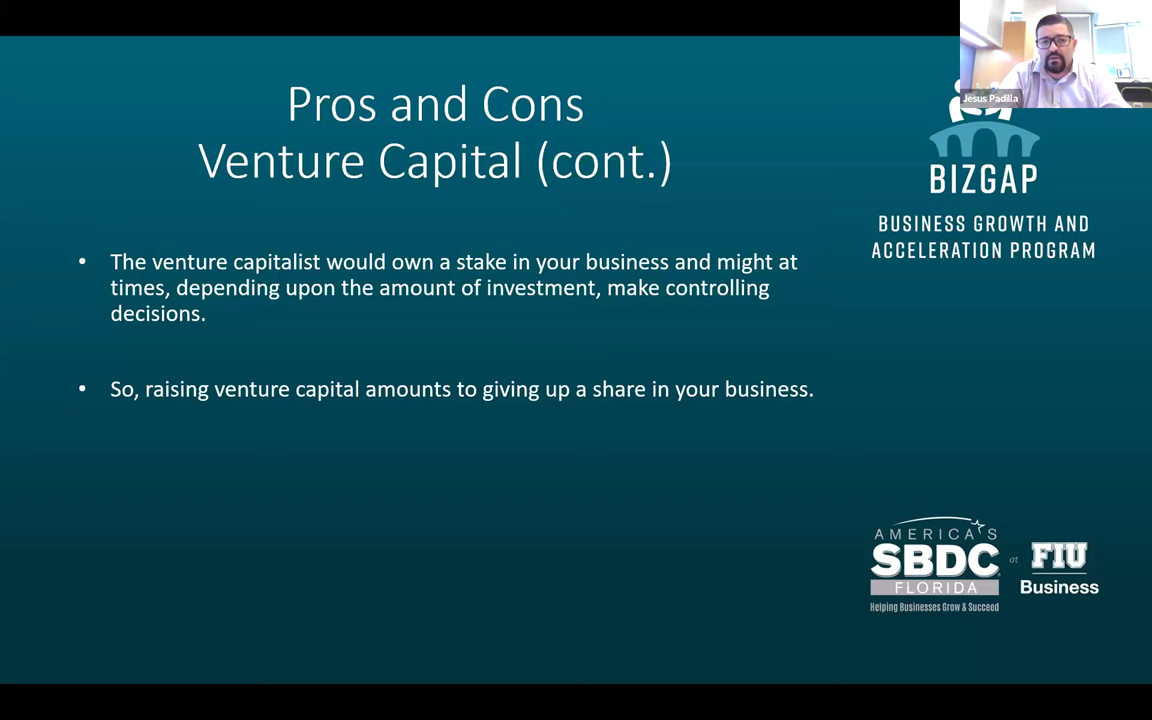 Pros and Cons
Venture Capital (cont.)
• The venture capitalist would own a stake in your business and might at
times, depending upon the amount of investment, make controlling
decisions.
• So, raising venture capital amounts to giving up a share in your business.
Jesus Padilla
BIZGAP
BUSINESS GROWTH AND
ACCELERATION PROGRAM
AMERICA'S
SBDC at FIU
FLORIDA Business
Helping Businesses Grow & Succeed